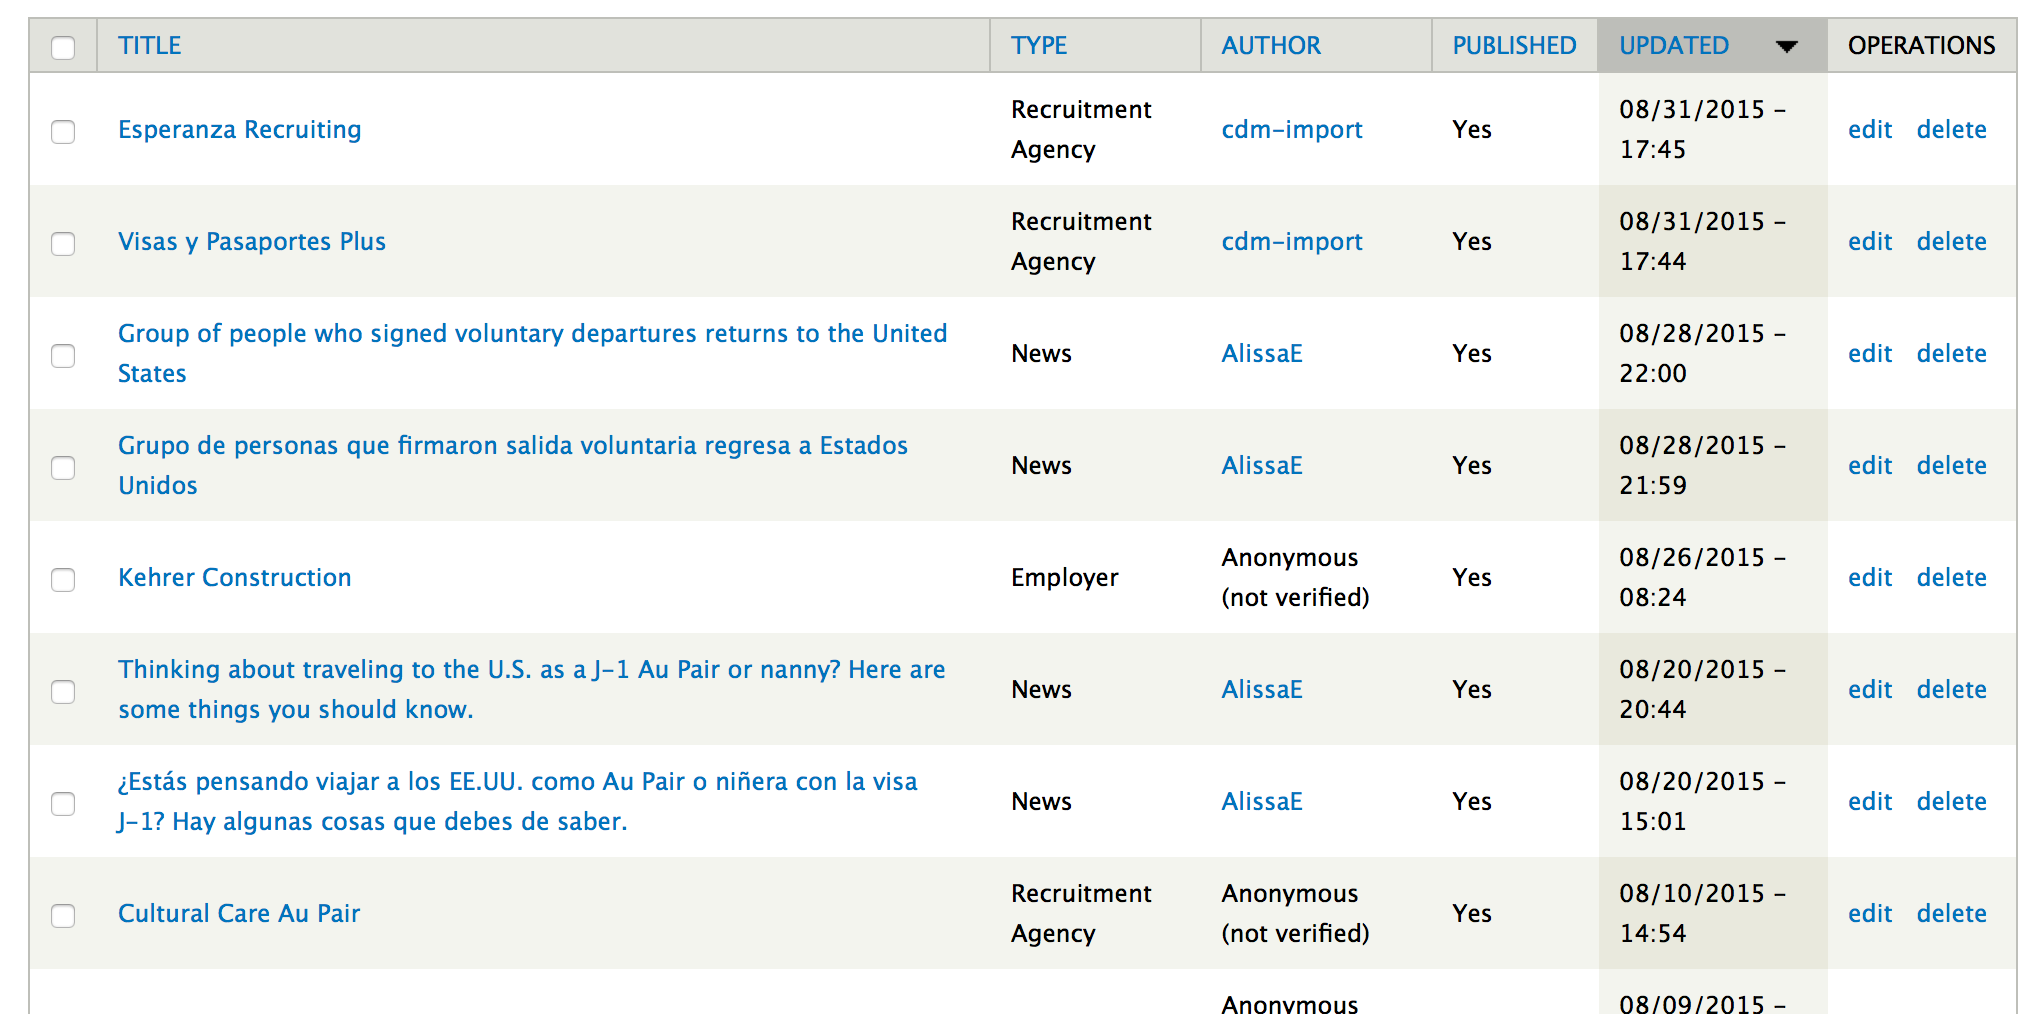 TITLE TYPE AUTHOR PUBLISHED UPDATED OPERATIONS
Esperanza Recruiting Recruitment Agency cdm-import Yes 08/31/2015 - 17:45 edit delete
Visas y Pasaportes Plus Recruitment Agency cdm-import Yes 08/31/2015 - 17:44 edit delete
Group of people who signed voluntary departures returns to the United States News AlissaE Yes 08/28/2015 - 22:00 edit delete
Grupo de personas que firmaron salida voluntaria regresa a Estados Unidos News AlissaE Yes 08/28/2015 - 21:59 edit delete
Kehrer Construction Employer Anonymous (not verified) Yes 08/26/2015 - 08:24 edit delete
Thinking about traveling to the U.S. as a J-1 Au Pair or nanny? Here are some things you should know. News AlissaE Yes 08/20/2015 - 20:44 edit delete
¿Estás pensando viajar a los EE.UU. como Au Pair o niñera con la visa J-1? Hay algunas cosas que debes de saber. News AlissaE Yes 08/20/2015 - 15:01 edit delete
Cultural Care Au Pair Recruitment Agency Anonymous (not verified) Yes 08/10/2015 - 14:54 edit delete
Anonymous 08/09/2015 -